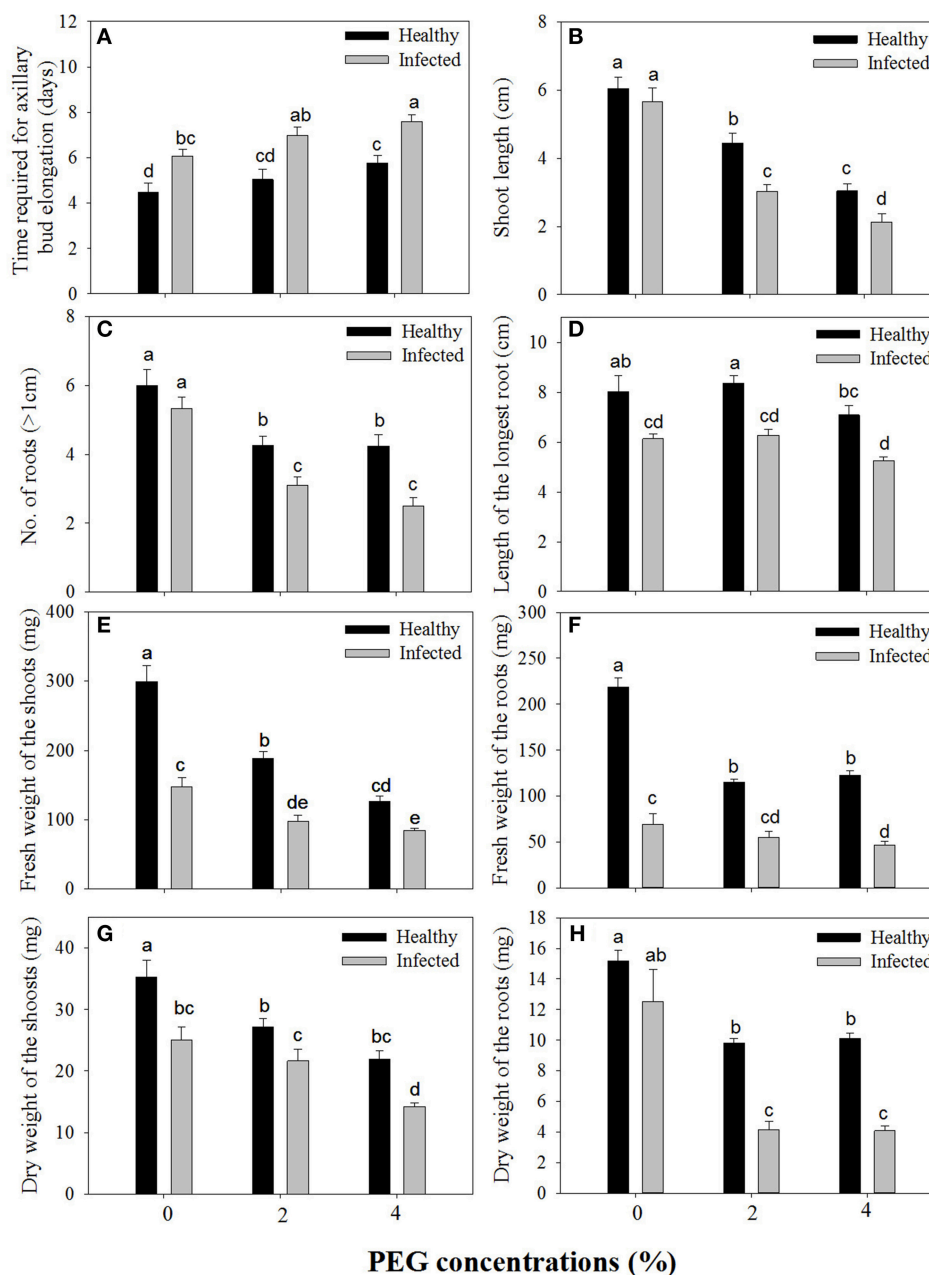 A
Healthy
Infected
Time required for axillary
bud elongation (days)
12
10
8
6
4
2
0
d
bc
cd
ab
c
a
B
Healthy
Infected
Shoot length (cm)
8
6
4
2
0
a
a
b
c
c
d
C
Healthy
Infected
No. of roots (>1cm)
8
6
4
2
0
a
a
b
c
b
c
D
Healthy
Infected
Length of the longest root (cm)
10
8
6
4
2
0
ab
cd
a
cd
bc
d
E
Healthy
Infected
Fresh weight of the shoots (mg)
400
300
200
100
0
a
c
b
de
cd
e
F
Healthy
Infected
Fresh weight of the roots (mg)
300
250
200
150
100
50
0
a
c
b
cd
b
d
G
Healthy
Infected
Dry weight of the shoosts (mg)
40
30
20
10
0
a
bc
b
c
bc
d
0
2
4
H
Healthy
Infected
Dry weight of the roots (mg)
18
16
14
12
10
8
6
4
2
0
a
ab
b
c
b
c
0
2
4
PEG concentrations (%)